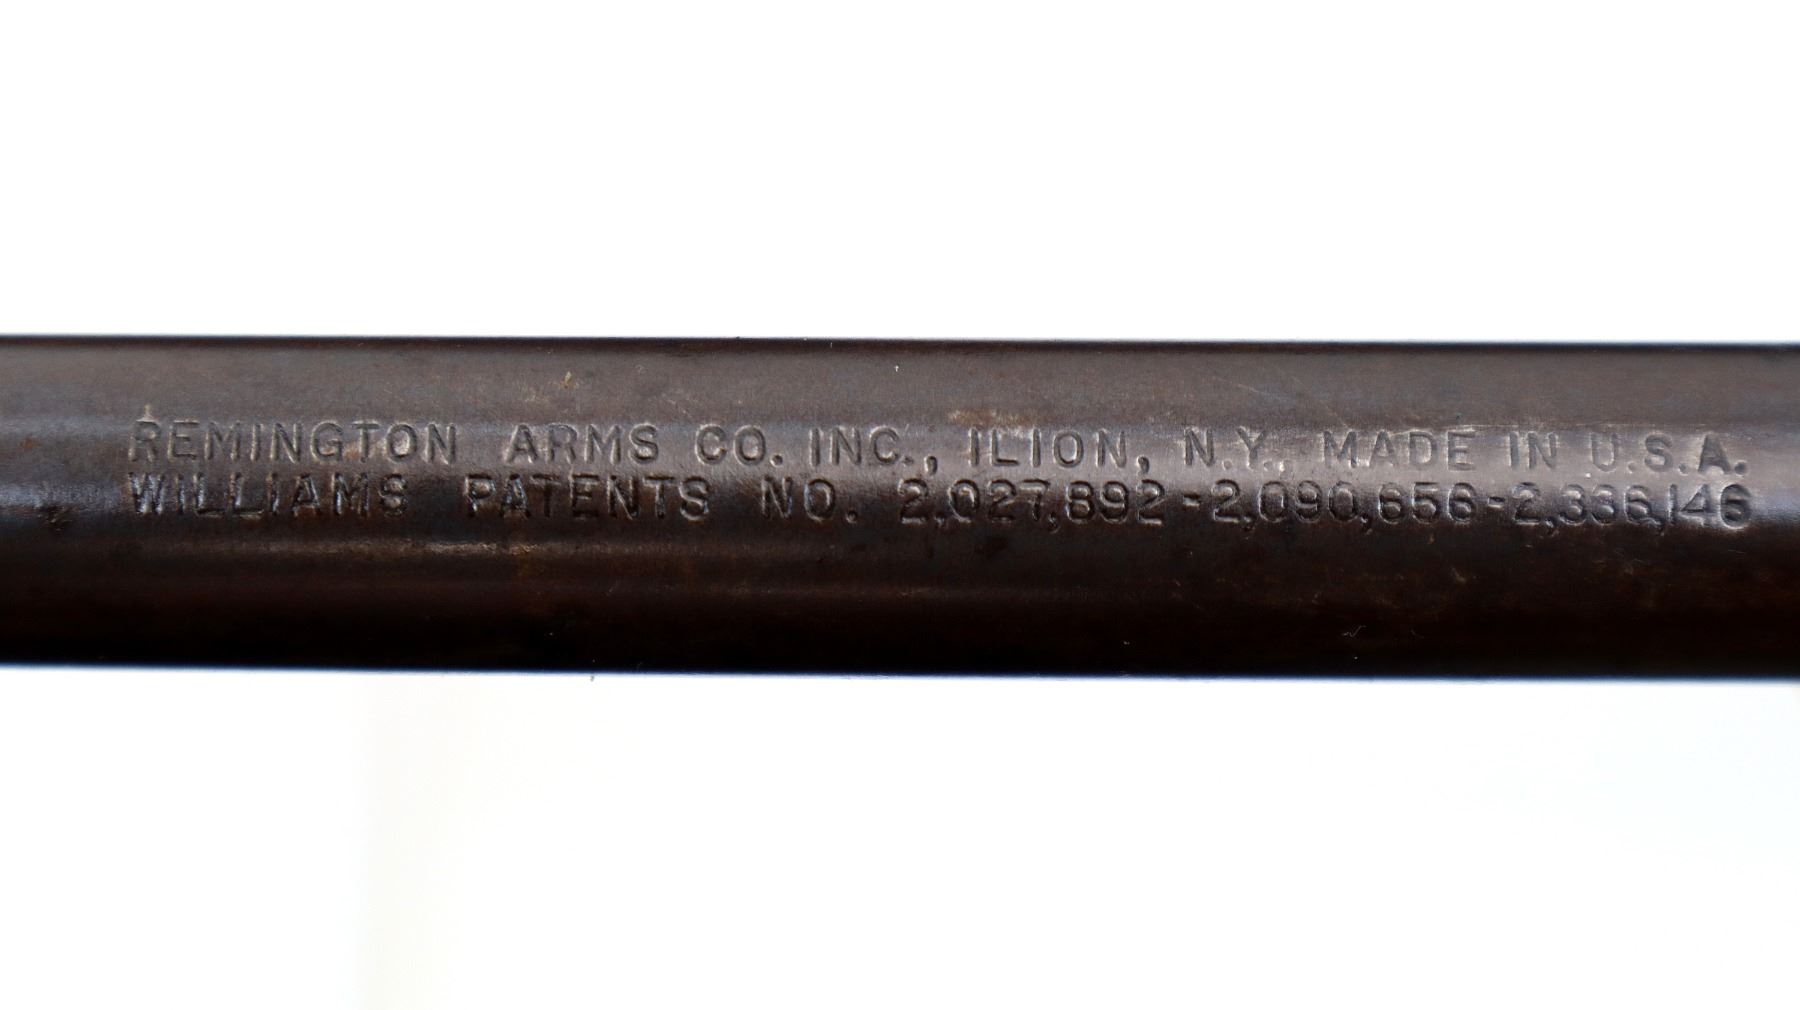 REMINGTON ARMS CO. INC., ILION, N.Y., MADE IN U.S.A.
WILLIAMS PATENTS NO. 2,027,892-2,090,656-2,336,146